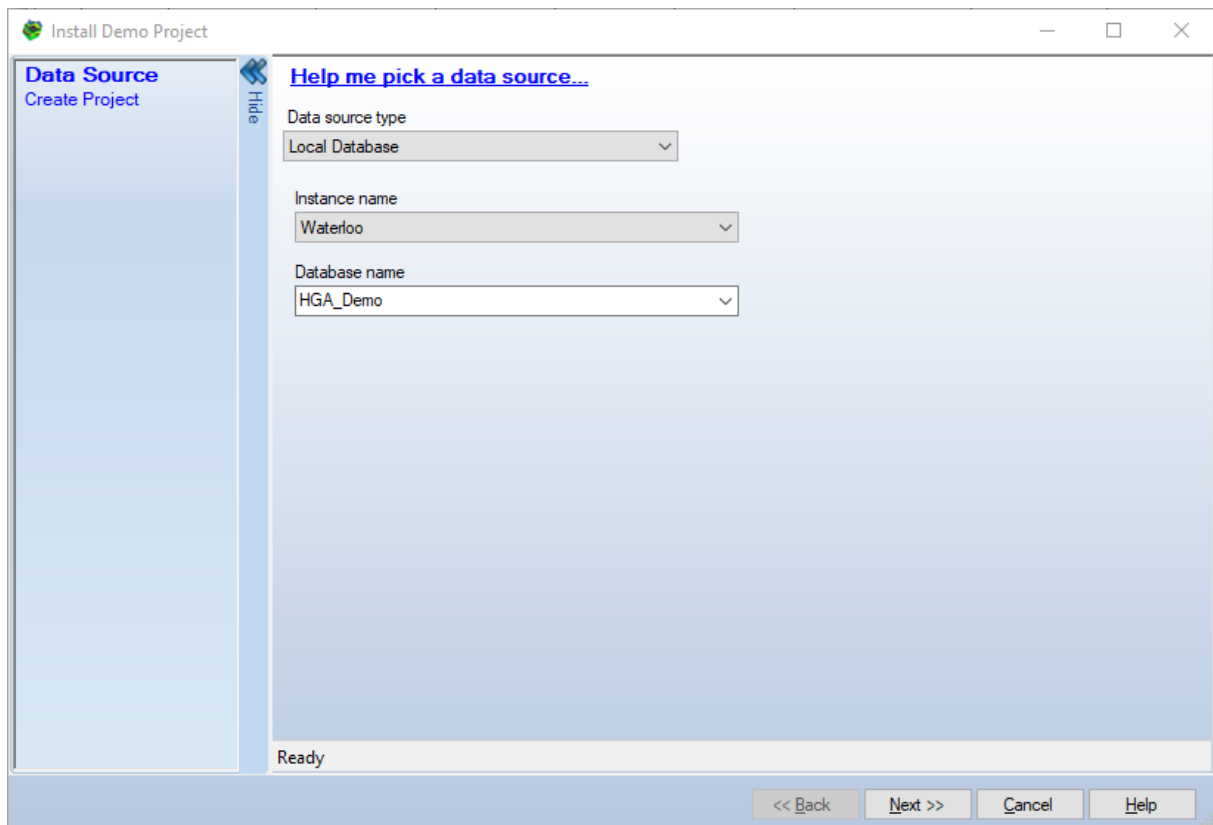 Install Demo Project
Data Source
Create Project
Hide
Help me pick a data source...
Data source type
Local Database
Instance name
Waterloo
Database name
HGA_Demo
Ready
<< Back
Next >>
Cancel
Help